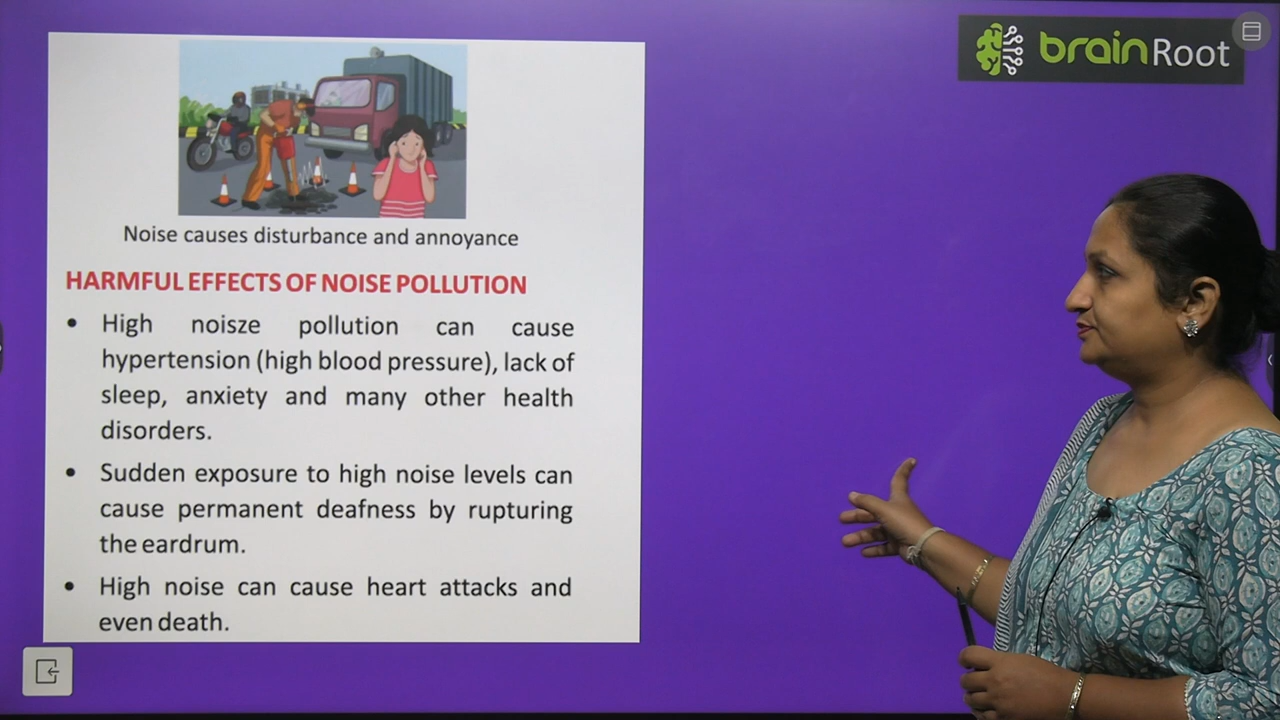 brainRoot
Noise causes disturbance and annoyance
HARMFUL EFFECTS OF NOISE POLLUTION
• High noisze pollution can cause
hypertension (high blood pressure), lack of
sleep, anxiety and many other health
disorders.
• Sudden exposure to high noise levels can
cause permanent deafness by rupturing
the eardrum.
• High noise can cause heart attacks and
even death.